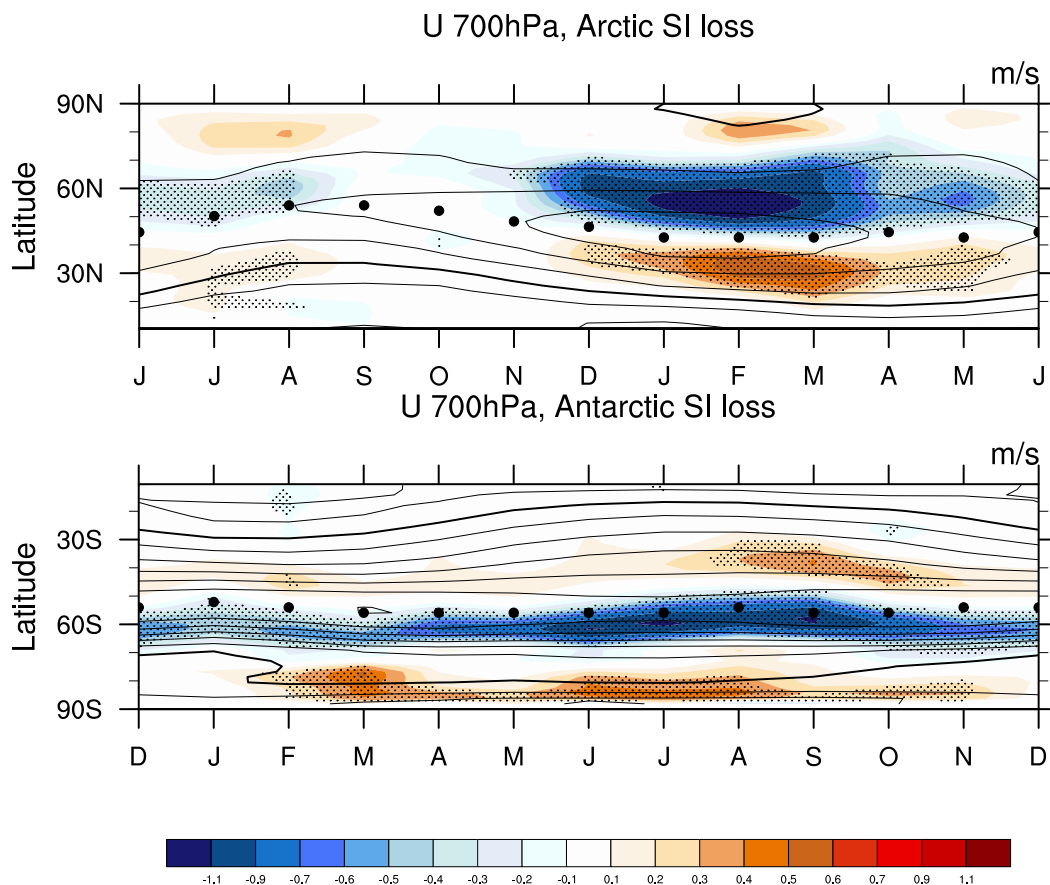 U 700hPa, Arctic SI loss
m/s
90N
60N
30N
Latitude
J J A S O N D J F M A M J
U 700hPa, Antarctic SI loss
m/s
30S
60S
90S
Latitude
D J F M A M J J A S O N D
-1.1 -0.9 -0.7 -0.6 -0.5 -0.4 -0.3 -0.2 -0.1 0.1 0.2 0.3 0.4 0.5 0.6 0.7 0.9 1.1